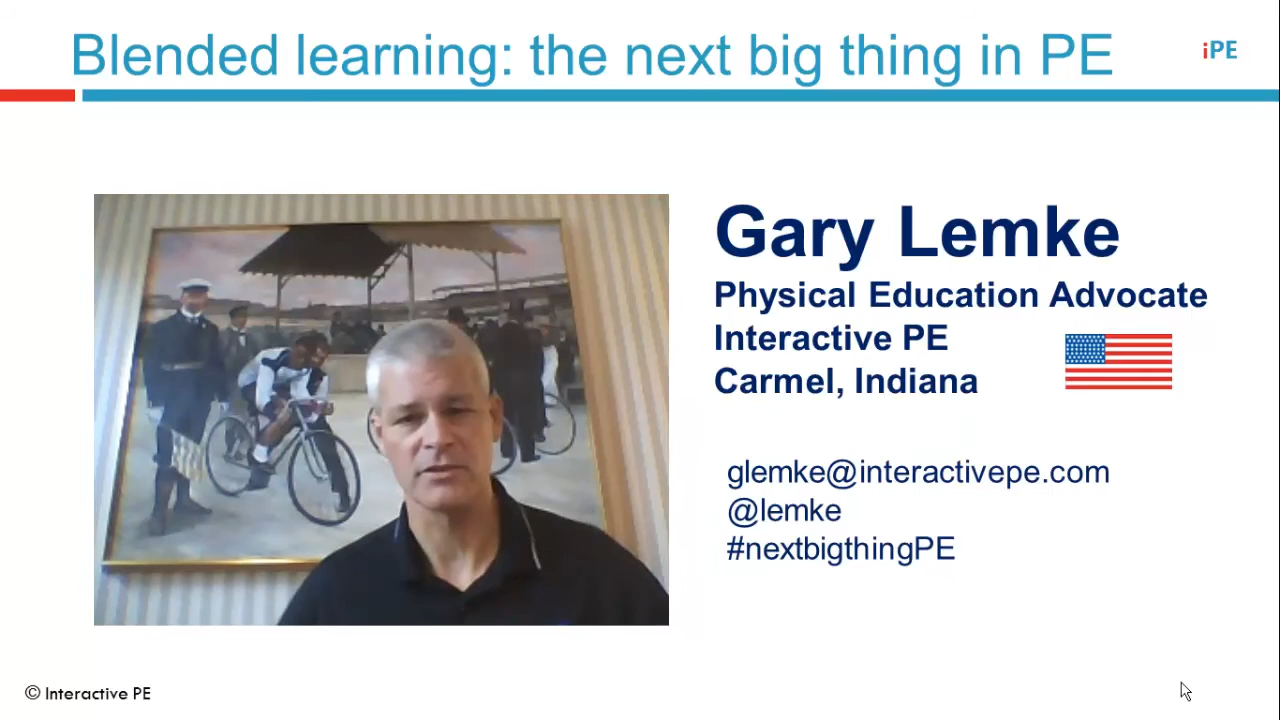 Blended learning: the next big thing in PE
iPE
Gary Lemke
Physical Education Advocate
Interactive PE
Carmel, Indiana
glemke@interactivepe.com
@lemke
#nextbigthingPE
© Interactive PE